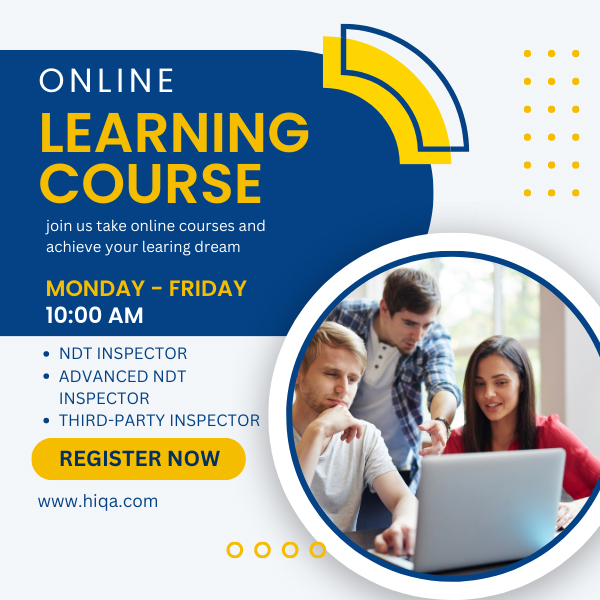 ONLINE
LEARNING
COURSE
join us take online courses and
achieve your learing dream
MONDAY - FRIDAY
10:00 AM
• NDT INSPECTOR
• ADVANCED NDT
INSPECTOR
• THIRD-PARTY INSPECTOR
REGISTER NOW
www.hiqa.com